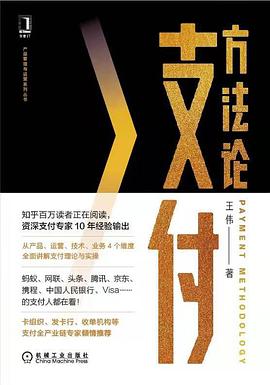 产品管理与运营系列丛书
支付
方法论
PAYMENT METHODOLOGY
王伟 著
知乎百万读者正在阅读，
资深支付专家10年经验输出
从产品、运营、技术、业务4个维度
全面讲解支付理论与实操
蚂蚁、网联、头条、腾讯、京东、
携程、中国人民银行、Visa……
的支付人都在看！
卡组织、发卡行、收单机构等
支付全产业链专家倾情推荐
机械工业出版社
China Machine Press